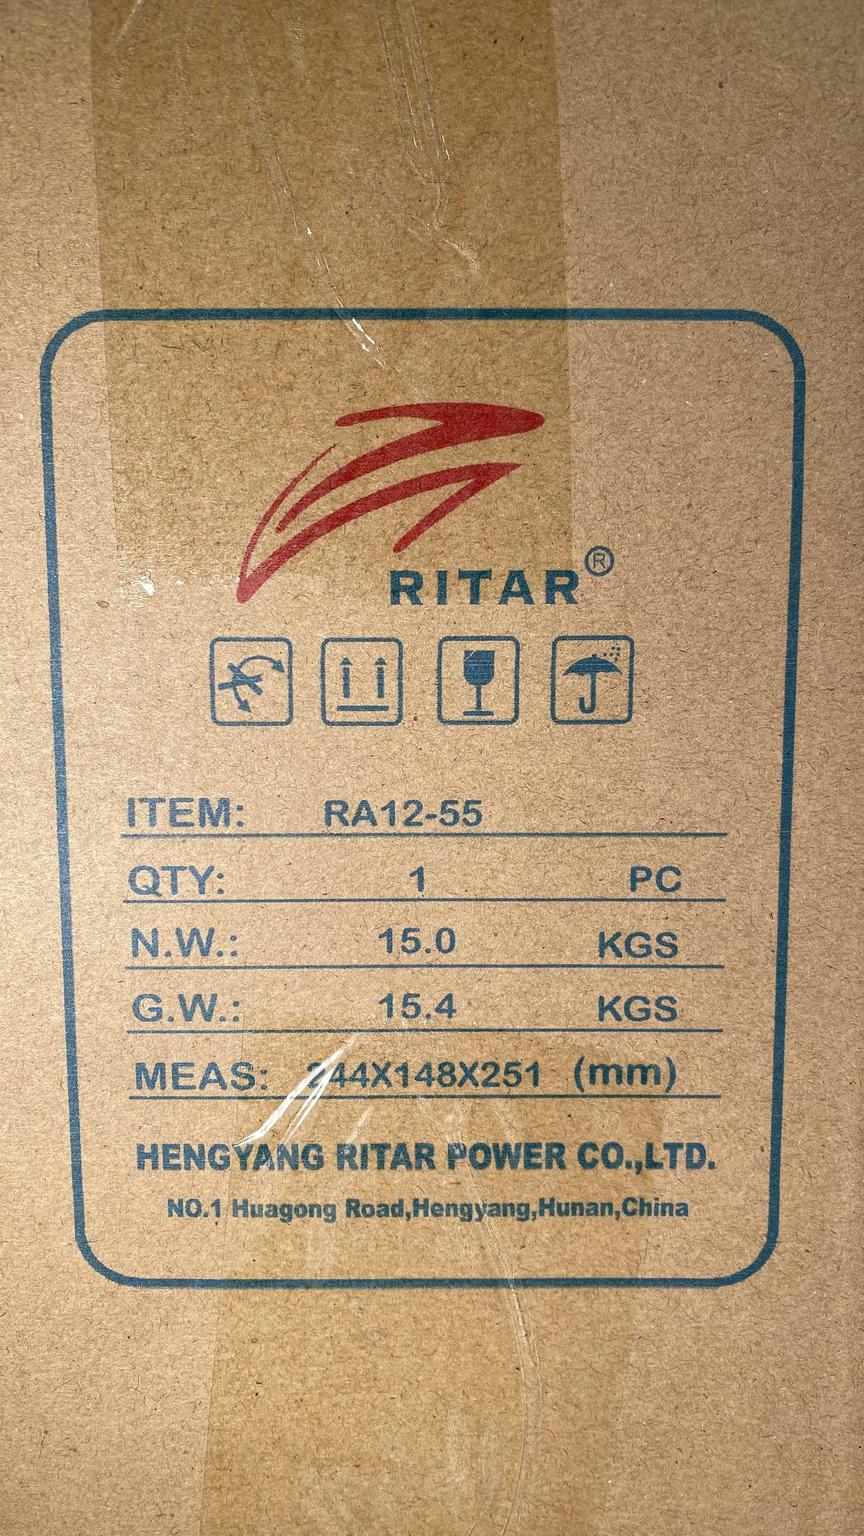 RITAR®
ITEM: RA12-55
QTY: 1 PC
N.W.: 15.0 KGS
G.W.: 15.4 KGS
MEAS: 244X148X251 (mm)
HENGYANG RITAR POWER CO.,LTD.
NO.1 Huagong Road,Hengyang,Hunan,China